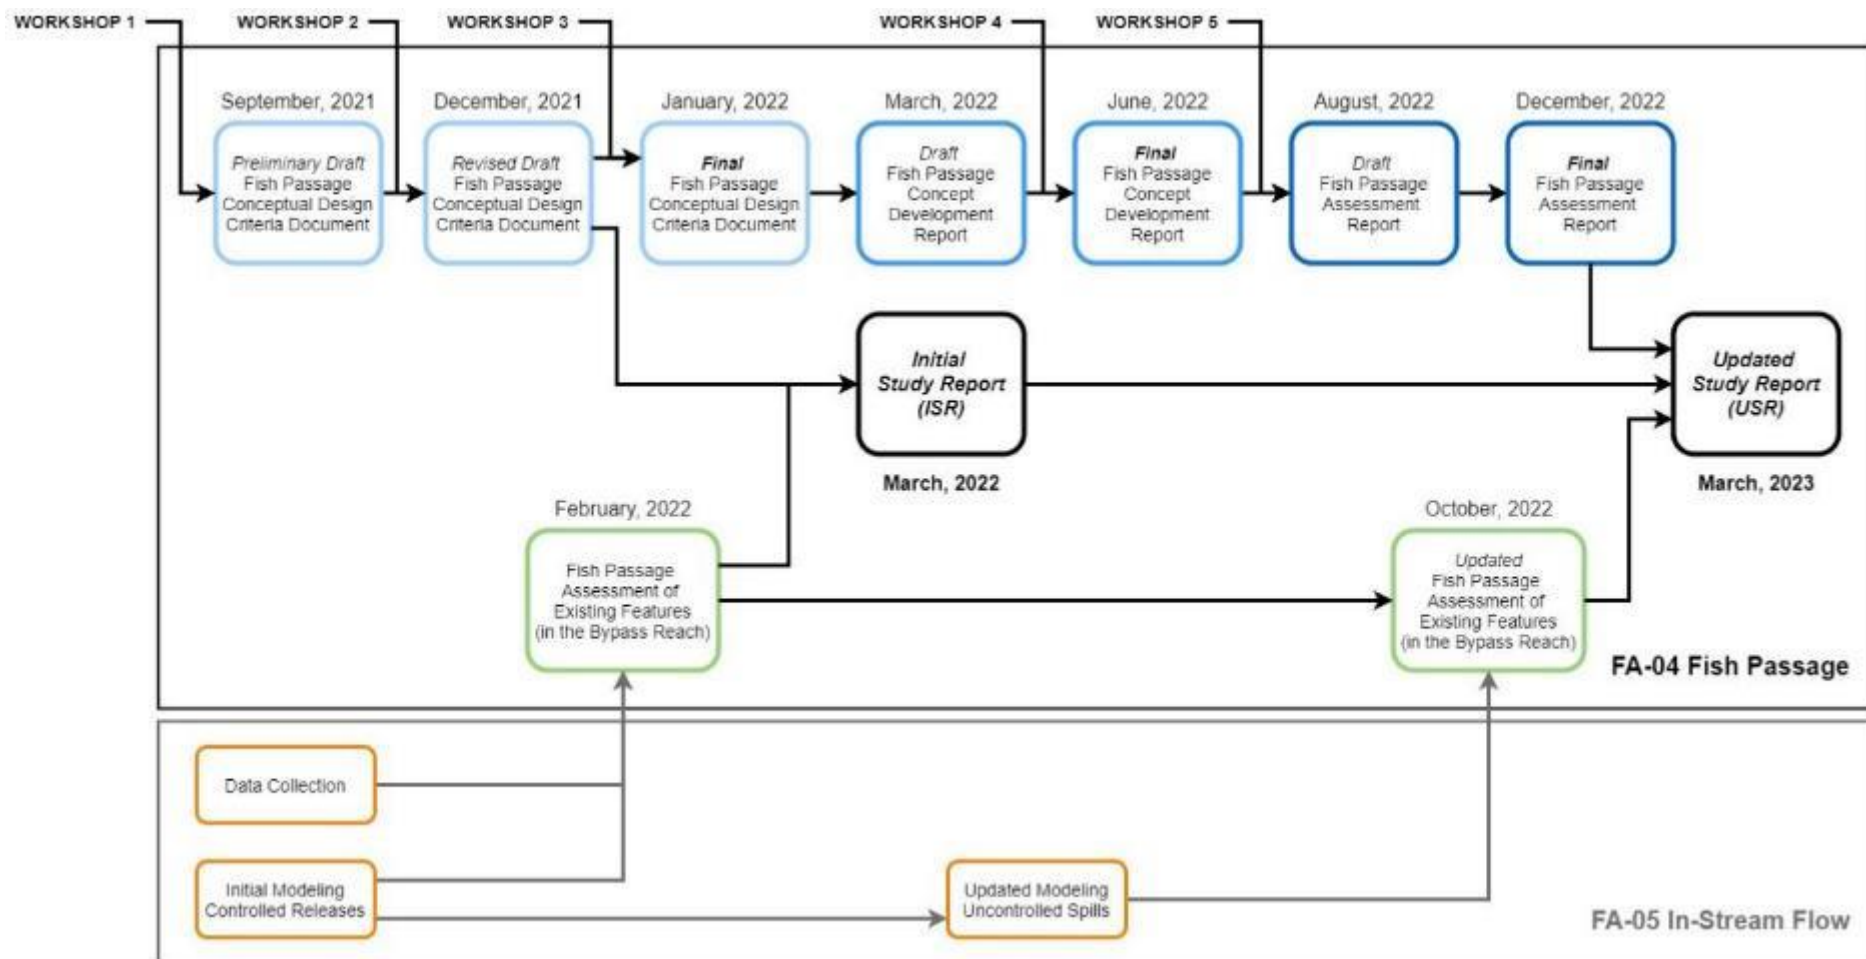 WORKSHOP 1
WORKSHOP 2
WORKSHOP 3
WORKSHOP 4
WORKSHOP 5
September, 2021
Preliminary Draft
Fish Passage
Conceptual Design
Criteria Document
December, 2021
Revised Draft
Fish Passage
Conceptual Design
Criteria Document
January, 2022
Final
Fish Passage
Conceptual Design
Criteria Document
March, 2022
Draft
Fish Passage
Concept
Development
Report
June, 2022
Final
Fish Passage
Concept
Development
Report
August, 2022
Draft
Fish Passage
Assessment
Report
December, 2022
Final
Fish Passage
Assessment
Report
Initial
Study Report
(ISR)
March, 2022
Updated
Study Report
(USR)
March, 2023
February, 2022
Fish Passage
Assessment of
Existing Features
(in the Bypass Reach)
October, 2022
Updated
Fish Passage
Assessment of
Existing Features
(in the Bypass Reach)
FA-04 Fish Passage
Data Collection
Initial Modeling
Controlled Releases
Updated Modeling
Uncontrolled Spills
FA-05 In-Stream Flow